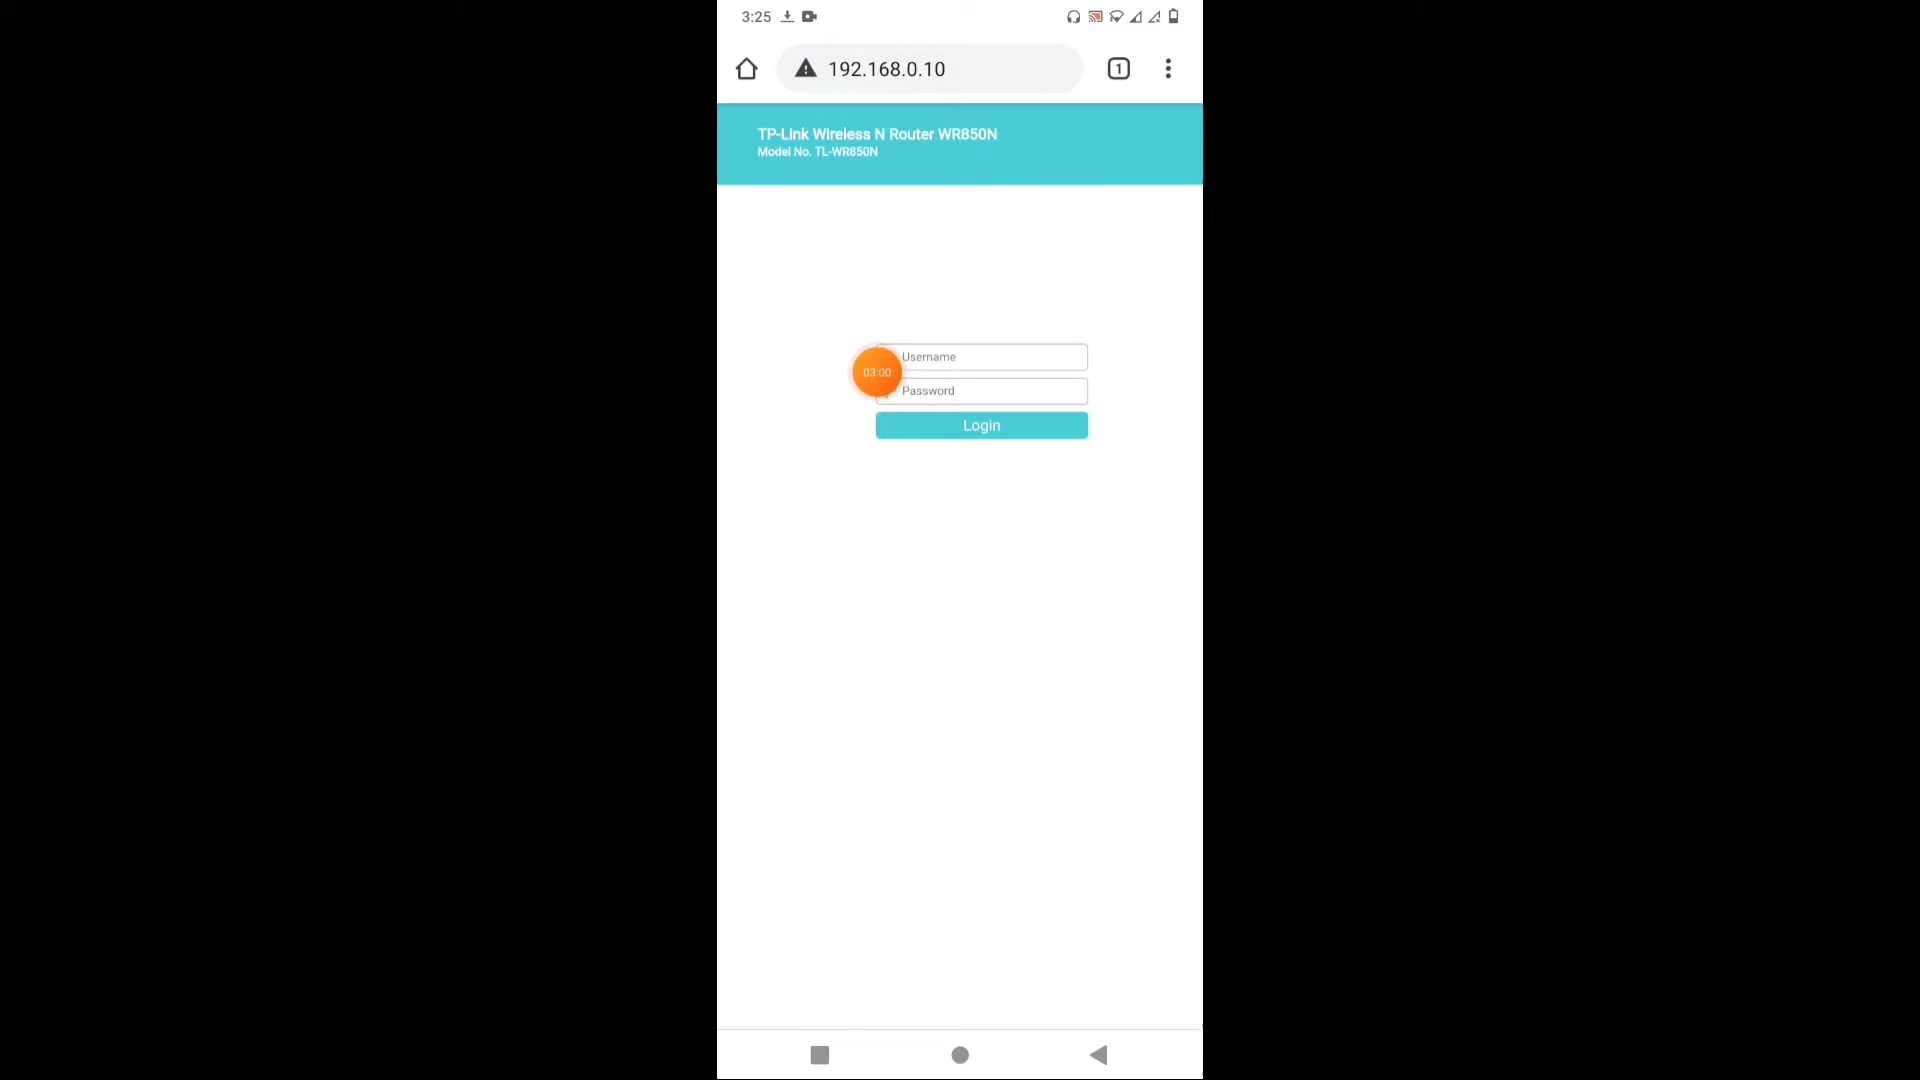 3:25
192.168.0.10
1
TP-Link Wireless N Router WR850N
Model No. TL-WR850N
Username
03:00
Password
Login